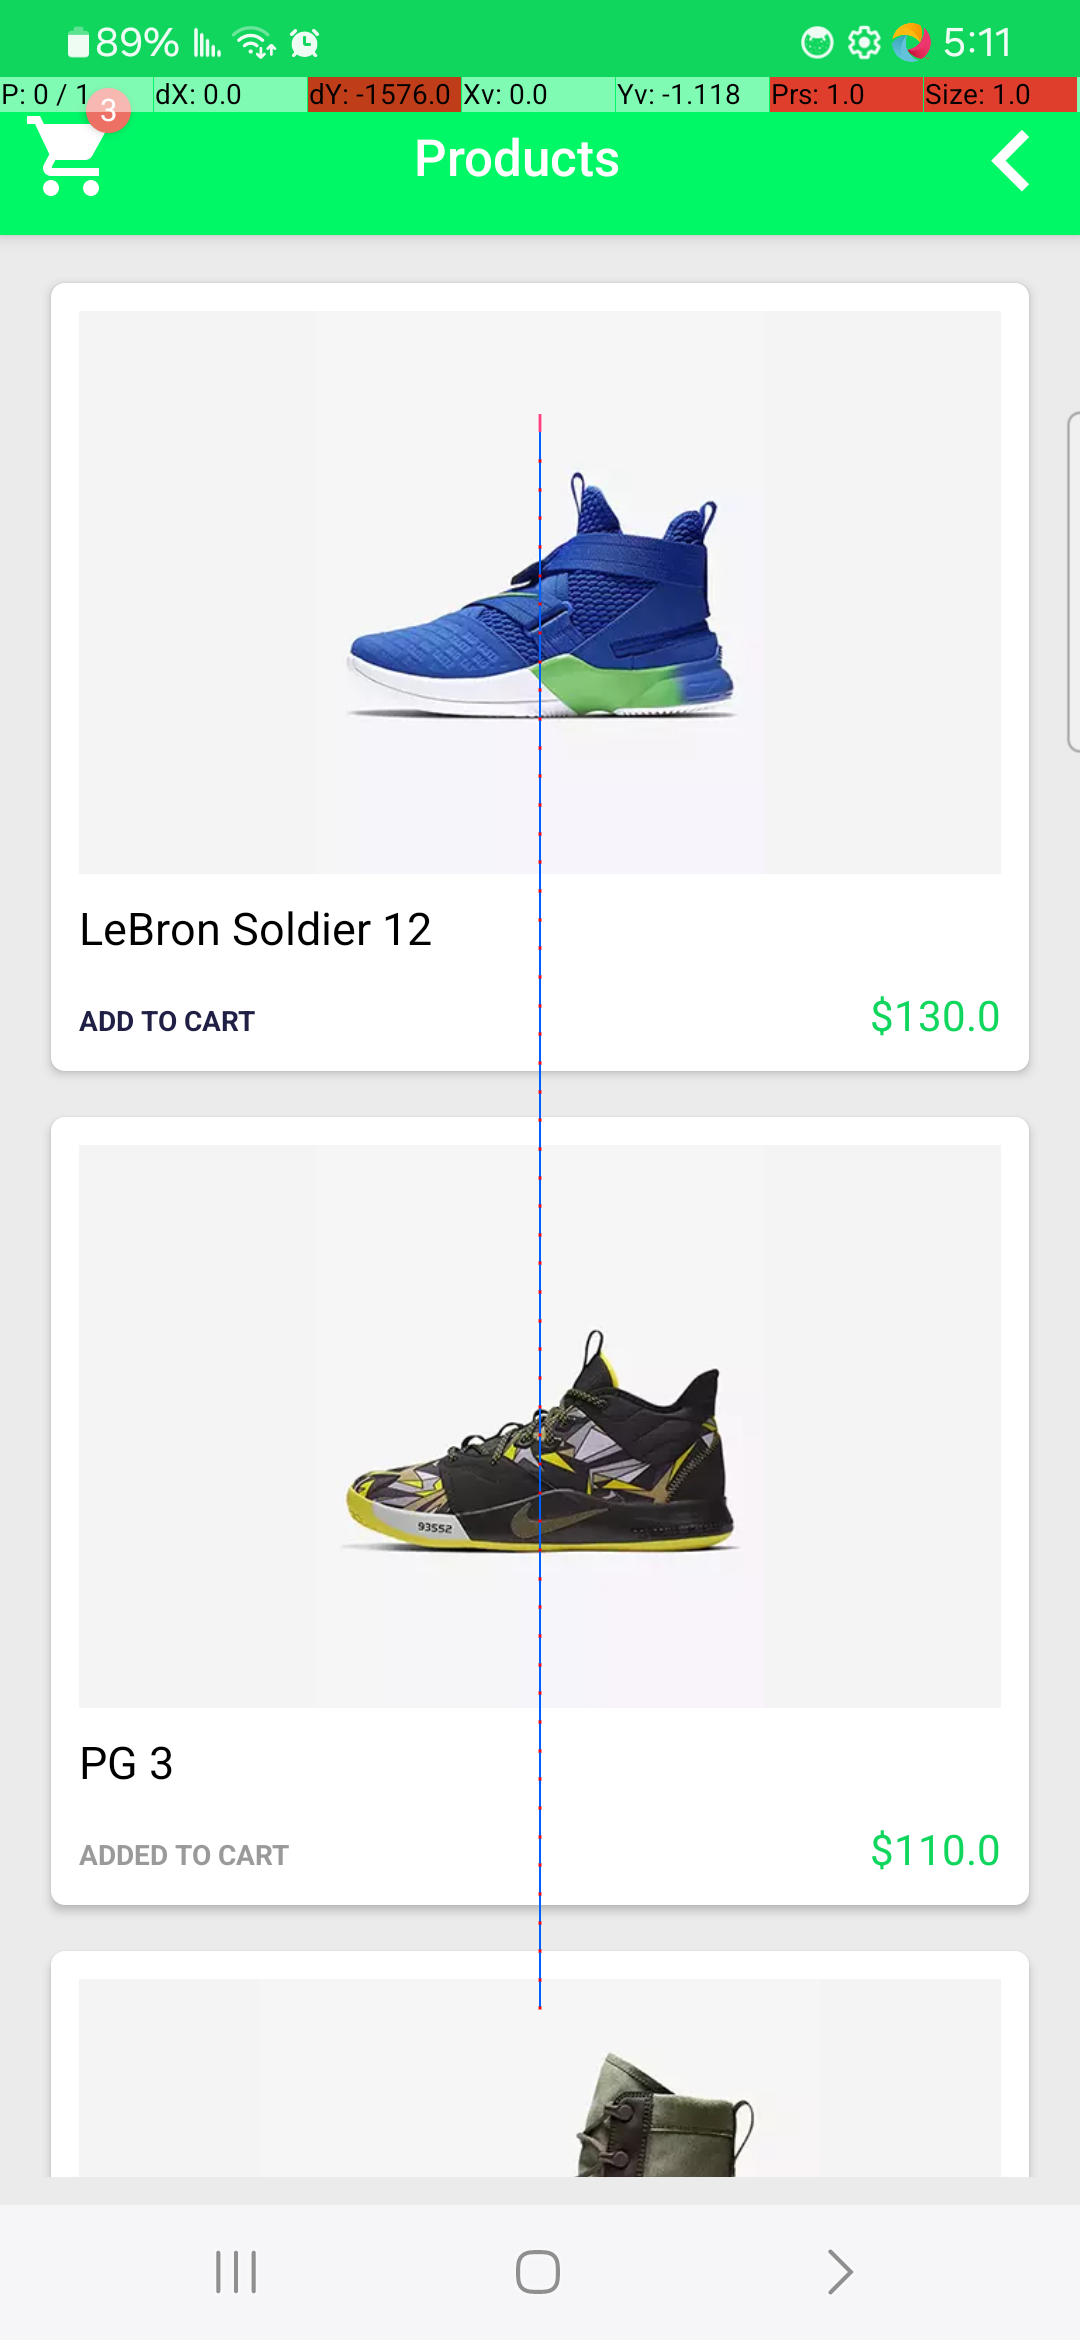 89% 5:11
P: 0 / 1 dX: 0.0 dY: -1576.0 Xv: 0.0 Yv: -1.118 Prs: 1.0 Size: 1.0
3
Products
LeBron Soldier 12
ADD TO CART $130.0
93552
PG 3
ADDED TO CART $110.0